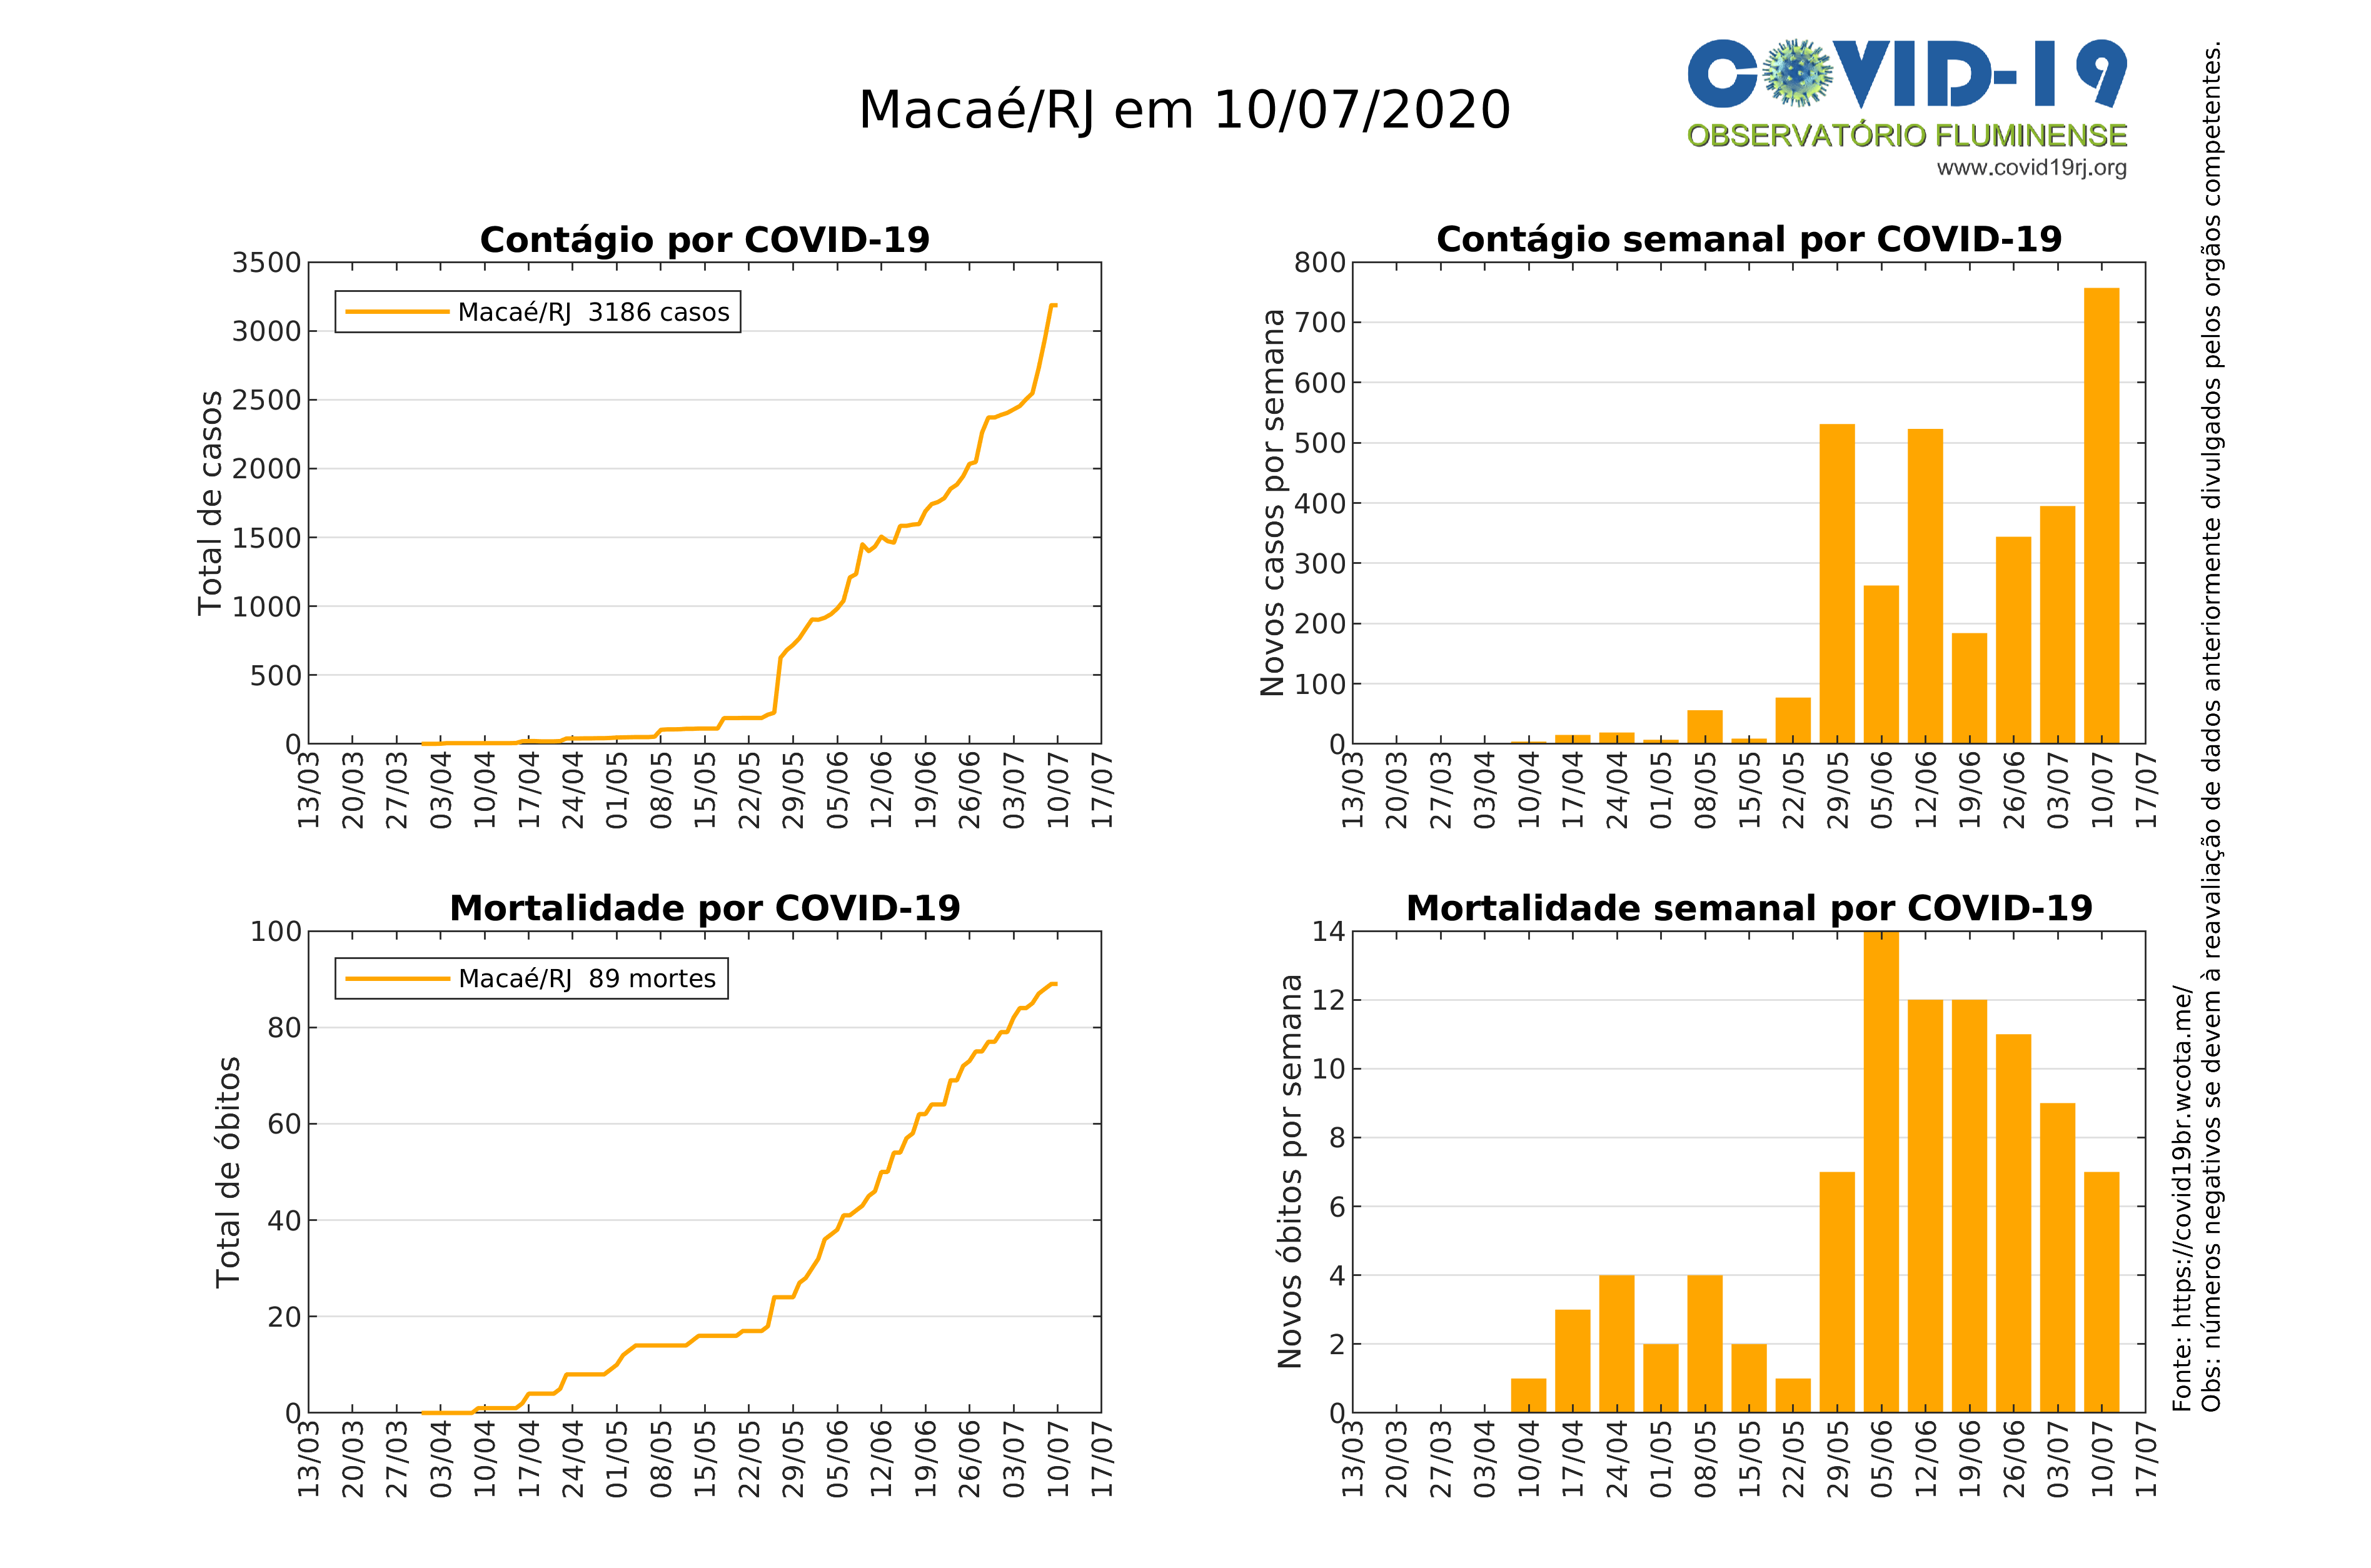 Macaé/RJ em 10/07/2020
COVID-19
OBSERVATÓRIO FLUMINENSE
www.covid19rj.org
Contágio por COVID-19
Total de casos
3500
3000
2500
2000
1500
1000
500
0
Macaé/RJ 3186 casos
13/03 20/03 27/03 03/04 10/04 17/04 24/04 01/05 08/05 15/05 22/05 29/05 05/06 12/06 19/06 26/06 03/07 10/07 17/07
Contágio semanal por COVID-19
Novos casos por semana
800
700
600
500
400
300
200
100
0
13/03 20/03 27/03 03/04 10/04 17/04 24/04 01/05 08/05 15/05 22/05 29/05 05/06 12/06 19/06 26/06 03/07 10/07 17/07
Mortalidade por COVID-19
Total de óbitos
100
80
60
40
20
0
Macaé/RJ 89 mortes
13/03 20/03 27/03 03/04 10/04 17/04 24/04 01/05 08/05 15/05 22/05 29/05 05/06 12/06 19/06 26/06 03/07 10/07 17/07
Mortalidade semanal por COVID-19
Novos óbitos por semana
14
12
10
8
6
4
2
0
13/03 20/03 27/03 03/04 10/04 17/04 24/04 01/05 08/05 15/05 22/05 29/05 05/06 12/06 19/06 26/06 03/07 10/07 17/07
Fonte: https://covid19br.wcota.me/
Obs: números negativos se devem à reavaliação de dados anteriormente divulgados pelos orgãos competentes.